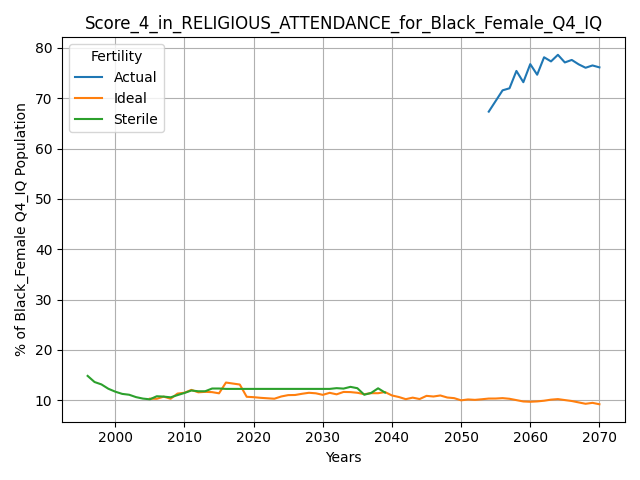 Score_4_in_RELIGIOUS_ATTENDANCE_for_Black_Female_Q4_IQ
Fertility
Actual
Ideal
Sterile
% of Black_Female Q4_IQ Population
80
70
60
50
40
30
20
10
2000
2010
2020
2030
2040
2050
2060
2070
Years